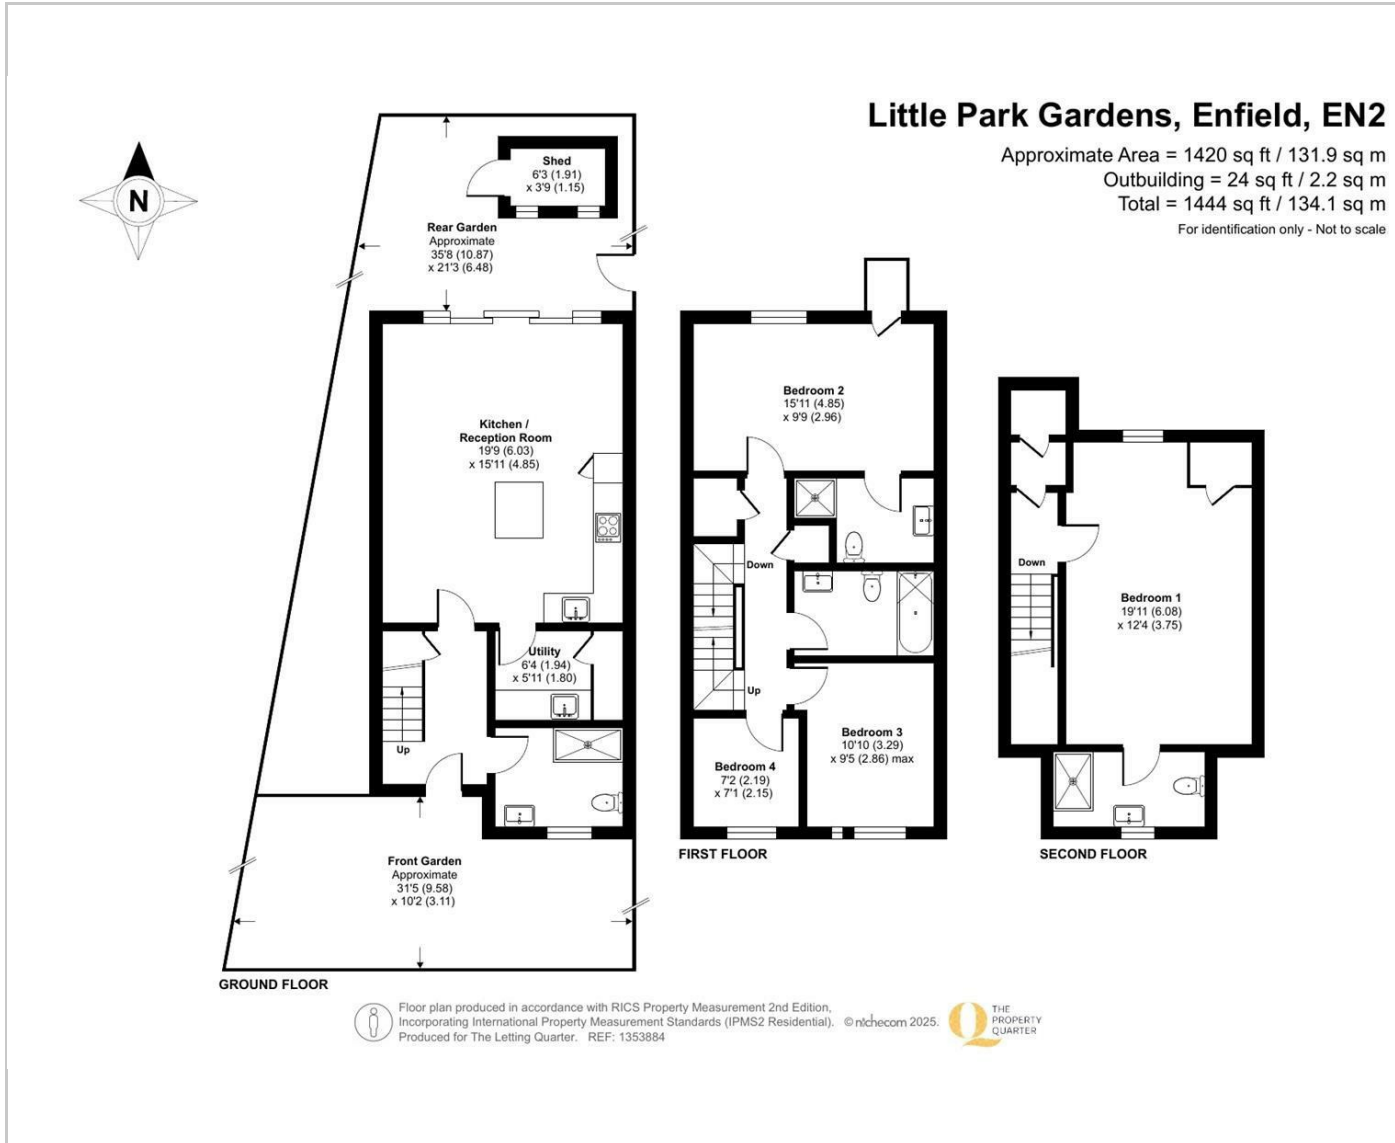 Little Park Gardens, Enfield, EN2
Approximate Area = 1420 sq ft / 131.9 sq m
Outbuilding = 24 sq ft / 2.2 sq m
Total = 1444 sq ft / 134.1 sq m
For identification only - Not to scale
N
Shed
6'3 (1.91)
x 3'9 (1.15)
Rear Garden
Approximate
35'8 (10.87)
x 21'3 (6.48)
Kitchen /
Reception Room
19'9 (6.03)
x 15'11 (4.85)
Utility
6'4 (1.94)
x 5'11 (1.80)
Up
Front Garden
Approximate
31'5 (9.58)
x 10'2 (3.11)
GROUND FLOOR
Bedroom 2
15'11 (4.85)
x 9'9 (2.96)
Down
Up
Bedroom 3
10'10 (3.29)
x 9'5 (2.86) max
Bedroom 4
7'2 (2.19)
x 7'1 (2.15)
FIRST FLOOR
Down
Bedroom 1
19'11 (6.08)
x 12'4 (3.75)
SECOND FLOOR
Floor plan produced in accordance with RICS Property Measurement 2nd Edition,
Incorporating International Property Measurement Standards (IPMS2 Residential). © nichecom 2025.
Produced for The Letting Quarter. REF: 1353884
THE
PROPERTY
QUARTER